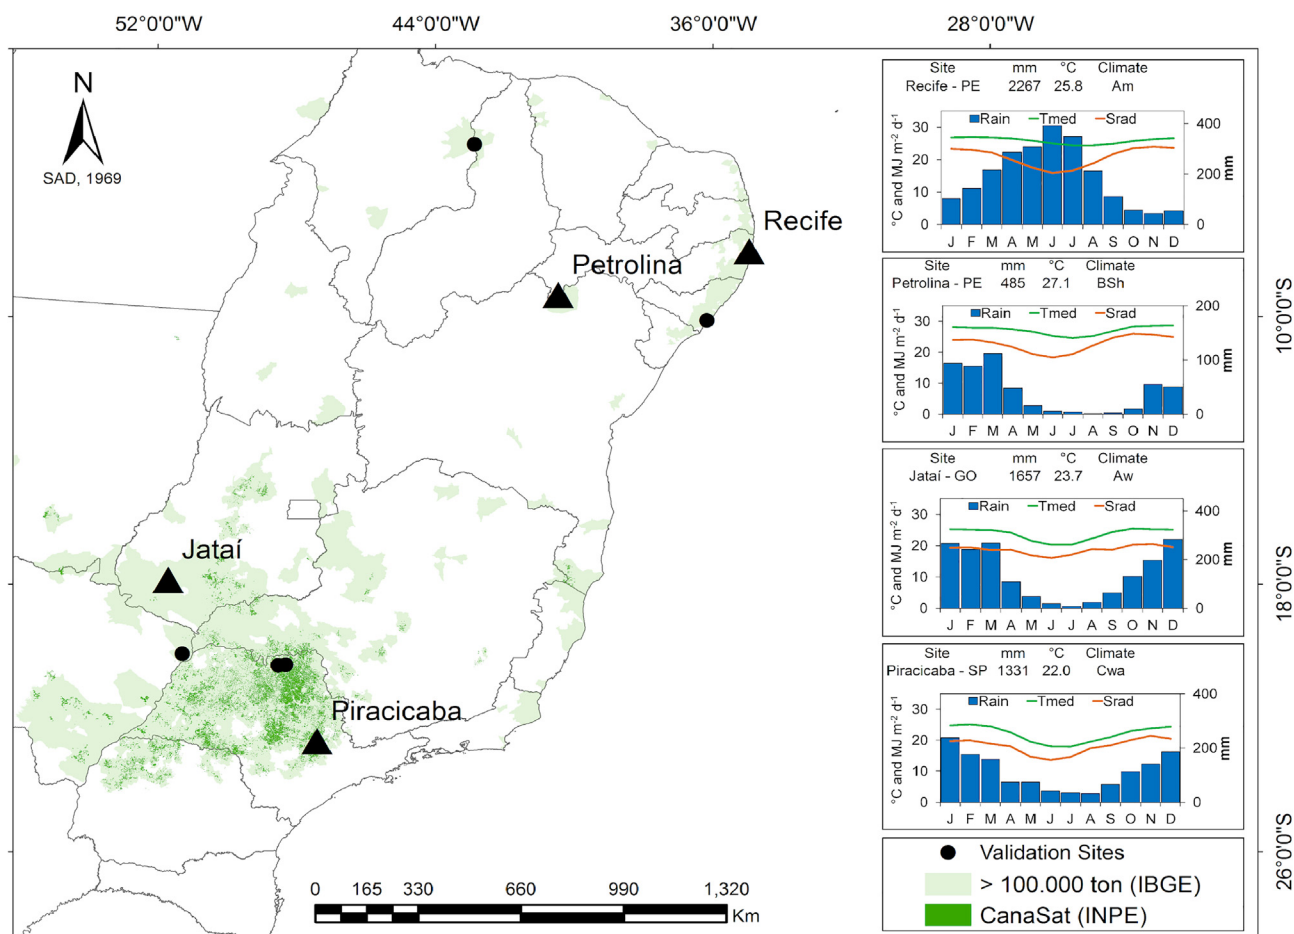 52°0'0"W 44°0'0"W 36°0'0"W 28°0'0"W
N
SAD, 1969
Recife
Petrolina
Jataí
Piracicaba
10°0'0"S
18°0'0"S
26°0'0"S
0 165 330 660 990 1,320
Km
Site mm °C Climate
Recife - PE 2267 25.8 Am
Rain Tmed Srad
°C and MJ m⁻² d⁻¹
30
20
10
0
400
200
0
mm
J F M A M J J A S O N D
Site mm °C Climate
Petrolina - PE 485 27.1 BSh
Rain Tmed Srad
°C and MJ m⁻² d⁻¹
30
20
10
0
200
100
0
mm
J F M A M J J A S O N D
Site mm °C Climate
Jataí - GO 1657 23.7 Aw
Rain Tmed Srad
°C and MJ m⁻² d⁻¹
30
20
10
0
400
200
0
mm
J F M A M J J A S O N D
Site mm °C Climate
Piracicaba - SP 1331 22.0 Cwa
Rain Tmed Srad
°C and MJ m⁻² d⁻¹
30
20
10
0
400
200
0
mm
J F M A M J J A S O N D
Validation Sites
> 100.000 ton (IBGE)
CanaSat (INPE)